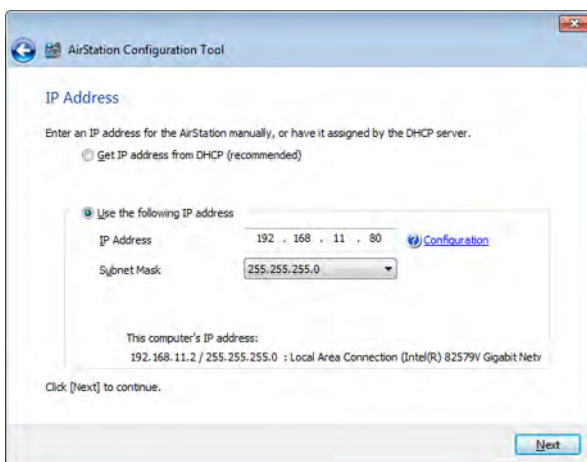 AirStation Configuration Tool
IP Address
Enter an IP address for the AirStation manually, or have it assigned by the DHCP server.
Get IP address from DHCP (recommended)
Use the following IP address
IP Address 192 . 168 . 11 . 80 Configuration
Subnet Mask 255.255.255.0
This computer's IP address:
192.168.11.2 / 255.255.255.0 : Local Area Connection (Intel(R) 82579V Gigabit Netv
Click [Next] to continue.
Next